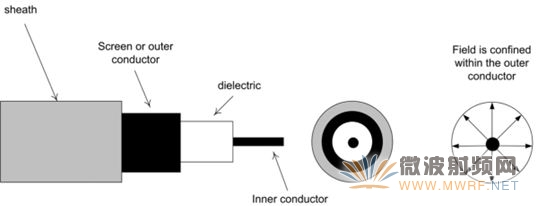 sheath
Screen or outer
conductor
dielectric
Inner conductor
Field is confined
within the outer
conductor
微波射频网
WWW.MWRF.NET